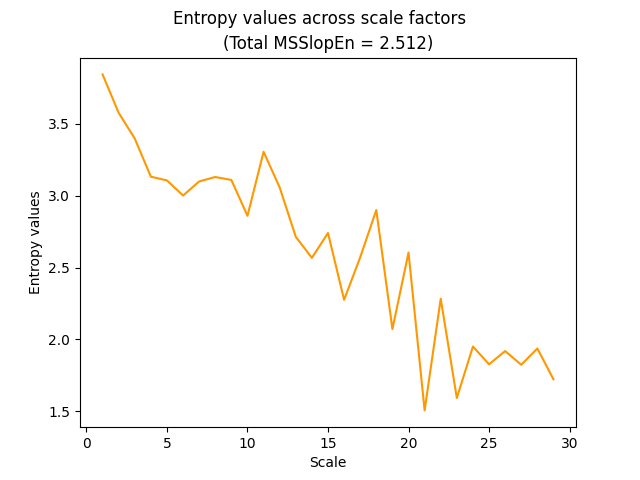 Entropy values across scale factors
(Total MSSlopEn = 2.512)
Entropy values
3.5
3.0
2.5
2.0
1.5
0 5 10 15 20 25 30
Scale